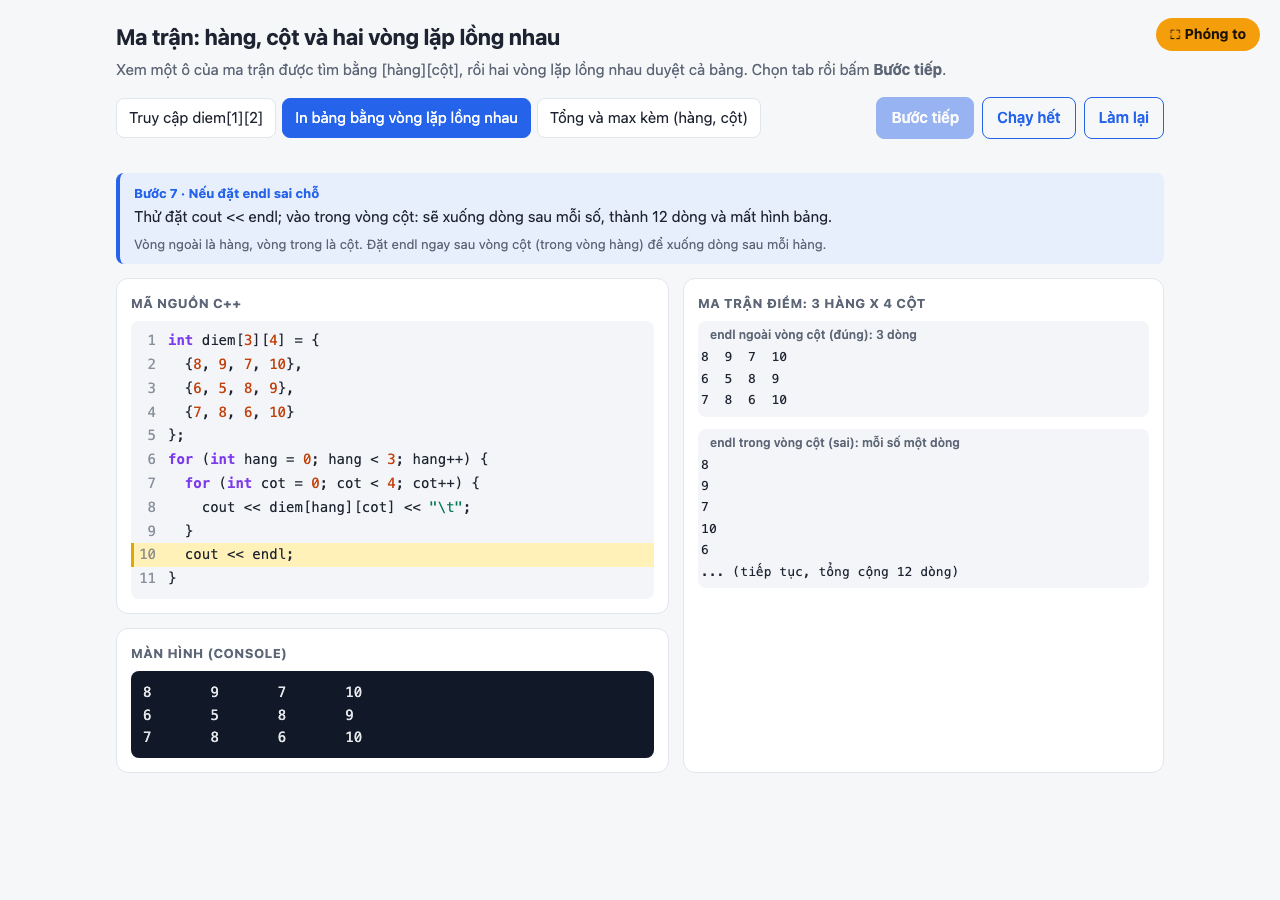 Ma trận: hàng, cột và hai vòng lặp lồng nhau
⛶ Phóng to
Xem một ô của ma trận được tìm bằng [hàng][cột], rồi hai vòng lặp lồng nhau duyệt cả bảng. Chọn tab rồi bấm Bước tiếp.
Truy cập diem[1][2]
In bảng bằng vòng lặp lồng nhau
Tổng và max kèm (hàng, cột)
Bước tiếp
Chạy hết
Làm lại
Bước 7 · Nếu đặt endl sai chỗ
Thử đặt cout << endl; vào trong vòng cột: sẽ xuống dòng sau mỗi số, thành 12 dòng và mất hình bảng.
Vòng ngoài là hàng, vòng trong là cột. Đặt endl ngay sau vòng cột (trong vòng hàng) để xuống dòng sau mỗi hàng.
MÃ NGUỒN C++
1 int diem[3][4] = {
2   {8, 9, 7, 10},
3   {6, 5, 8, 9},
4   {7, 8, 6, 10}
5 };
6 for (int hang = 0; hang < 3; hang++) {
7   for (int cot = 0; cot < 4; cot++) {
8     cout << diem[hang][cot] << "\t";
9   }
10   cout << endl;
11 }
MÀN HÌNH (CONSOLE)
8 9 7 10
6 5 8 9
7 8 6 10
MA TRẬN ĐIỂM: 3 HÀNG X 4 CỘT
endl ngoài vòng cột (đúng): 3 dòng
8 9 7 10
6 5 8 9
7 8 6 10
endl trong vòng cột (sai): mỗi số một dòng
8
9
7
10
6
... (tiếp tục, tổng cộng 12 dòng)